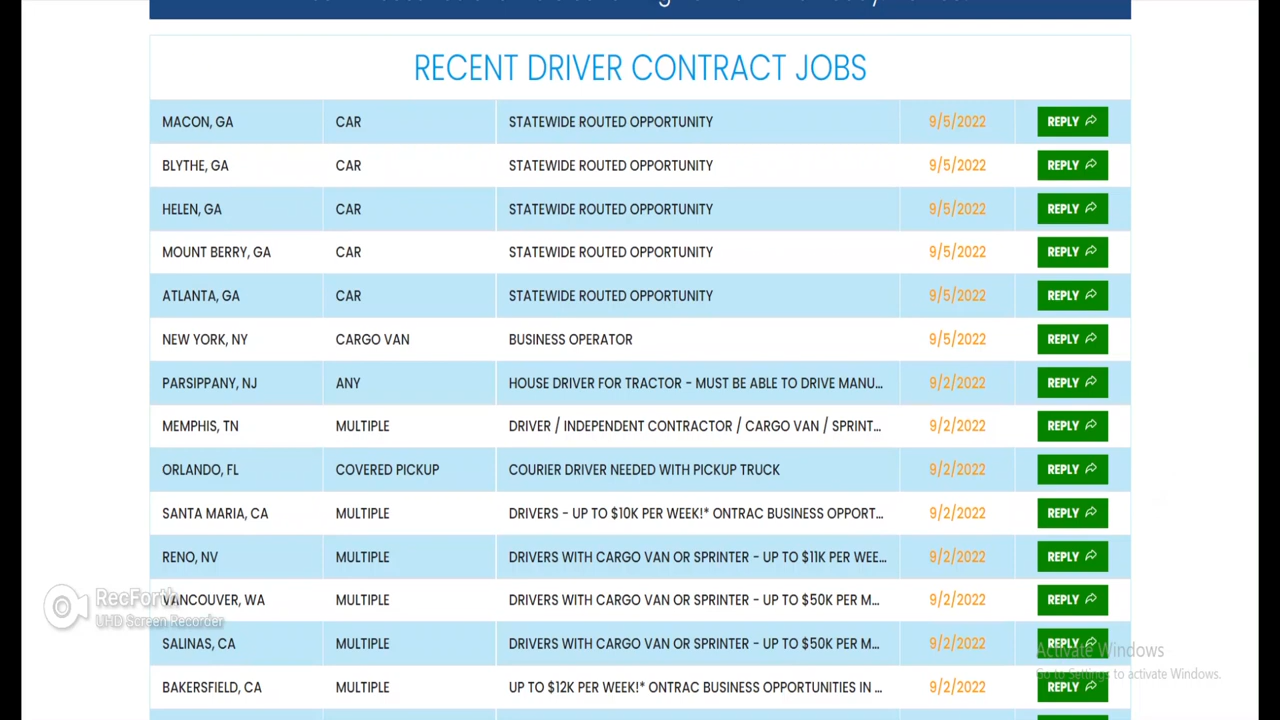 RECENT DRIVER CONTRACT JOBS
MACON, GA CAR STATEWIDE ROUTED OPPORTUNITY 9/5/2022 REPLY
BLYTHE, GA CAR STATEWIDE ROUTED OPPORTUNITY 9/5/2022 REPLY
HELEN, GA CAR STATEWIDE ROUTED OPPORTUNITY 9/5/2022 REPLY
MOUNT BERRY, GA CAR STATEWIDE ROUTED OPPORTUNITY 9/5/2022 REPLY
ATLANTA, GA CAR STATEWIDE ROUTED OPPORTUNITY 9/5/2022 REPLY
NEW YORK, NY CARGO VAN BUSINESS OPERATOR 9/5/2022 REPLY
PARSIPPANY, NJ ANY HOUSE DRIVER FOR TRACTOR - MUST BE ABLE TO DRIVE MANU... 9/2/2022 REPLY
MEMPHIS, TN MULTIPLE DRIVER / INDEPENDENT CONTRACTOR / CARGO VAN / SPRINT... 9/2/2022 REPLY
ORLANDO, FL COVERED PICKUP COURIER DRIVER NEEDED WITH PICKUP TRUCK 9/2/2022 REPLY
SANTA MARIA, CA MULTIPLE DRIVERS - UP TO $10K PER WEEK!* ONTRAC BUSINESS OPPORT... 9/2/2022 REPLY
RENO, NV MULTIPLE DRIVERS WITH CARGO VAN OR SPRINTER - UP TO $11K PER WEE... 9/2/2022 REPLY
VANCOUVER, WA MULTIPLE DRIVERS WITH CARGO VAN OR SPRINTER - UP TO $50K PER M... 9/2/2022 REPLY
RecForth
UHD Screen Recorder
SALINAS, CA MULTIPLE DRIVERS WITH CARGO VAN OR SPRINTER - UP TO $50K PER M... 9/2/2022 REPLY
Activate Windows
Go to Settings to activate Windows.
BAKERSFIELD, CA MULTIPLE UP TO $12K PER WEEK!* ONTRAC BUSINESS OPPORTUNITIES IN ... 9/2/2022 REPLY